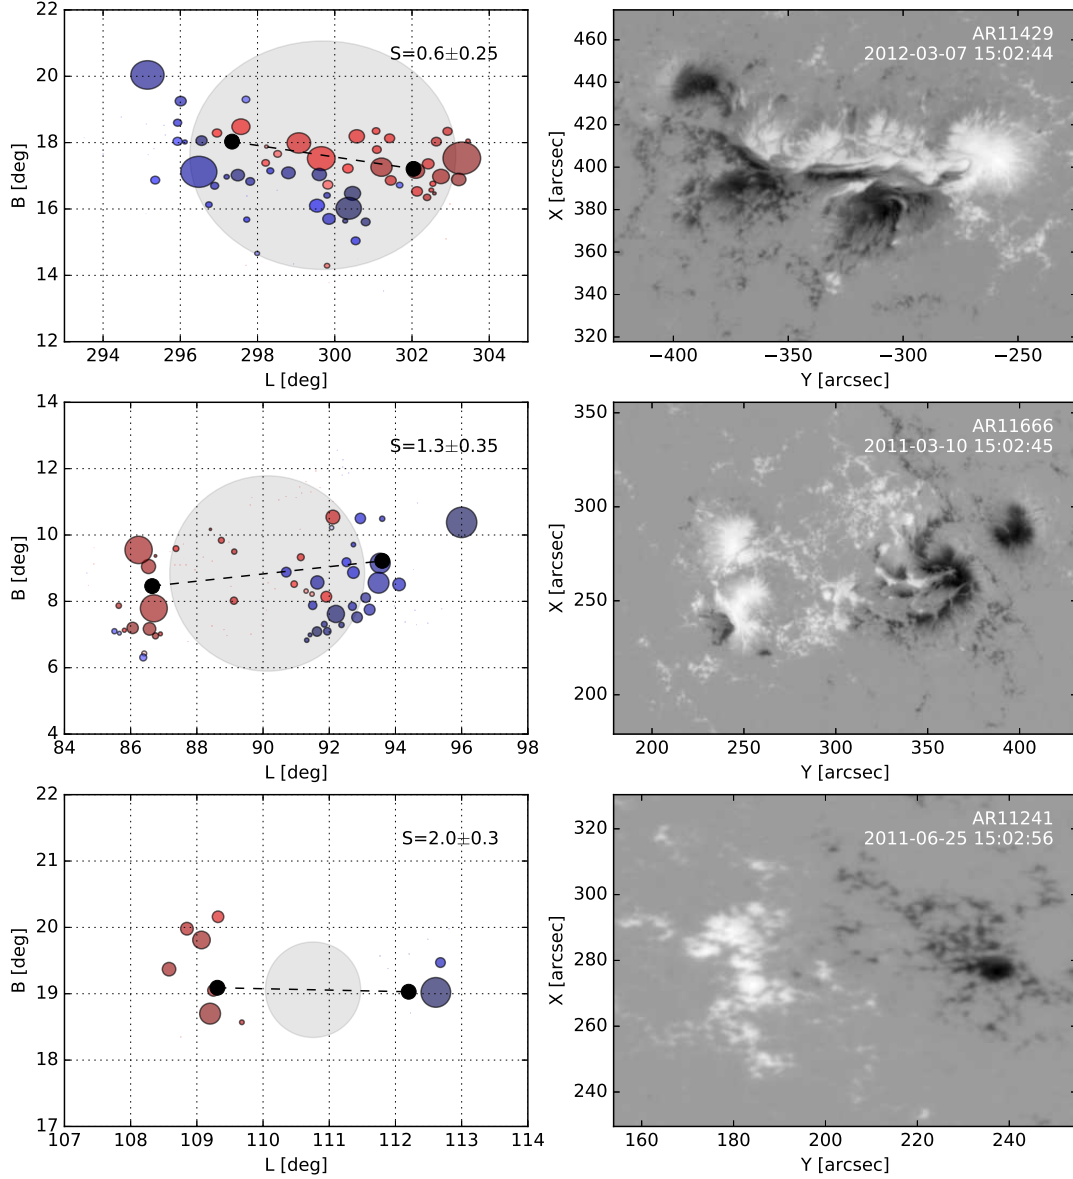 22
20
18
16
14
12
B [deg]
S=0.6±0.25
294 296 298 300 302 304
L [deg]
460
440
420
400
380
360
340
320
X [arcsec]
AR11429
2012-03-07 15:02:44
−400 −350 −300 −250
Y [arcsec]
14
12
10
8
6
4
B [deg]
S=1.3±0.35
84 86 88 90 92 94 96 98
L [deg]
350
300
250
200
X [arcsec]
AR11666
2011-03-10 15:02:45
200 250 300 350 400
Y [arcsec]
22
21
20
19
18
17
B [deg]
S=2.0±0.3
107 108 109 110 111 112 113 114
L [deg]
320
300
280
260
240
X [arcsec]
AR11241
2011-06-25 15:02:56
160 180 200 220 240
Y [arcsec]